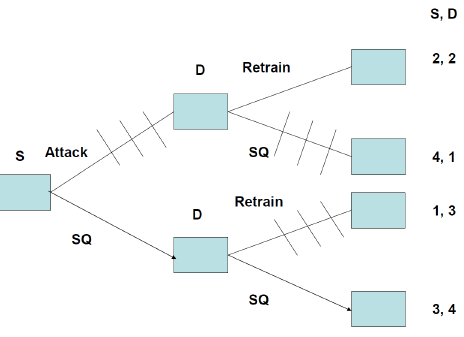 S, D
2, 2
Retrain
D
SQ
4, 1
S
Attack
Retrain
1, 3
D
SQ
SQ
3, 4